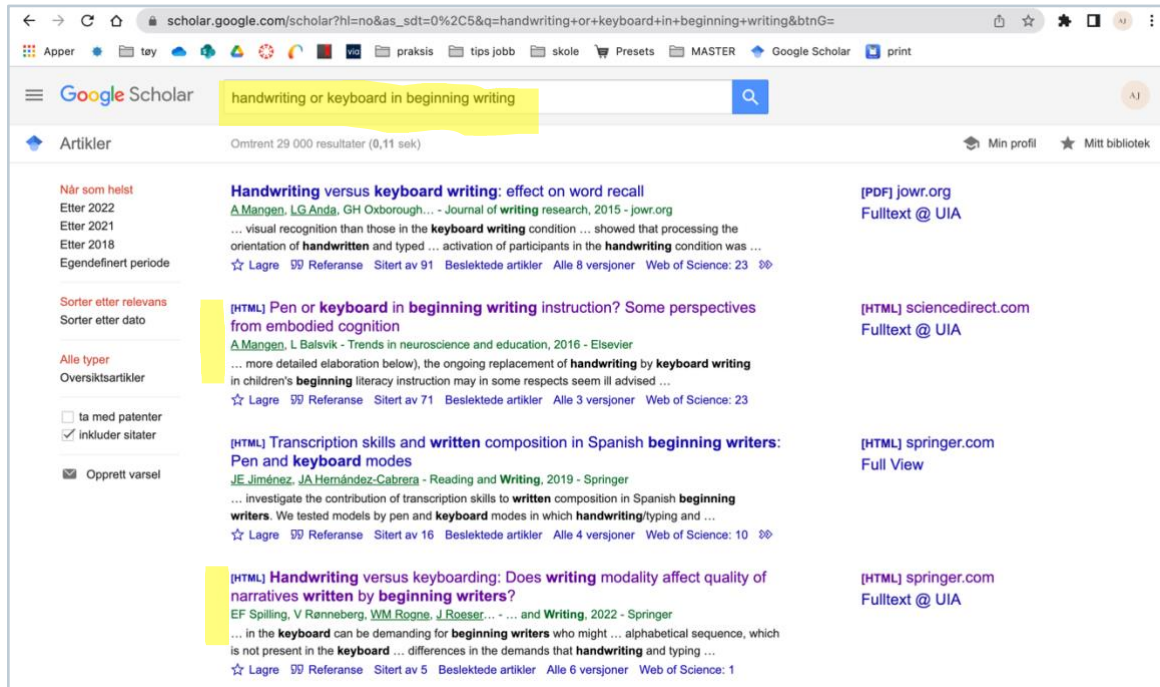 scholar.google.com/scholar?hl=no&as_sdt=0%2C5&q=handwriting+or+keyboard+in+beginning+writing&btnG=
AJ
Apper tøy via praksis tips jobb skole Presets MASTER Google Scholar print
Google Scholar
handwriting or keyboard in beginning writing
AJ
Artikler
Omtrent 29 000 resultater (0,11 sek)
Min profil Mitt bibliotek
Når som helst
Etter 2022
Etter 2021
Etter 2018
Egendefinert periode
Sorter etter relevans
Sorter etter dato
Alle typer
Oversiktsartikler
ta med patenter
inkluder sitater
Opprett varsel
Handwriting versus keyboard writing: effect on word recall
A Mangen, LG Anda, GH Oxborough… - Journal of writing research, 2015 - jowr.org
… visual recognition than those in the keyboard writing condition … showed that processing the
orientation of handwritten and typed … activation of participants in the handwriting condition was …
Lagre Referanse Sitert av 91 Beslektede artikler Alle 8 versjoner Web of Science: 23
[PDF] jowr.org
Fulltext @ UIA
[HTML] Pen or keyboard in beginning writing instruction? Some perspectives
from embodied cognition
A Mangen, L Balsvik - Trends in neuroscience and education, 2016 - Elsevier
… more detailed elaboration below), the ongoing replacement of handwriting by keyboard writing
in children's beginning literacy instruction may in some respects seem ill advised …
Lagre Referanse Sitert av 71 Beslektede artikler Alle 3 versjoner Web of Science: 23
[HTML] sciencedirect.com
Fulltext @ UIA
[HTML] Transcription skills and written composition in Spanish beginning writers:
Pen and keyboard modes
JE Jiménez, JA Hernández-Cabrera - Reading and Writing, 2019 - Springer
… investigate the contribution of transcription skills to written composition in Spanish beginning
writers. We tested models by pen and keyboard modes in which handwriting/typing and …
Lagre Referanse Sitert av 16 Beslektede artikler Alle 4 versjoner Web of Science: 10
[HTML] springer.com
Full View
[HTML] Handwriting versus keyboarding: Does writing modality affect quality of
narratives written by beginning writers?
EF Spilling, V Rønneberg, WM Rogne, J Roeser… - … and Writing, 2022 - Springer
… in the keyboard can be demanding for beginning writers who might … alphabetical sequence, which
is not present in the keyboard … differences in the demands that handwriting and typing …
Lagre Referanse Sitert av 5 Beslektede artikler Alle 6 versjoner Web of Science: 1
[HTML] springer.com
Fulltext @ UIA